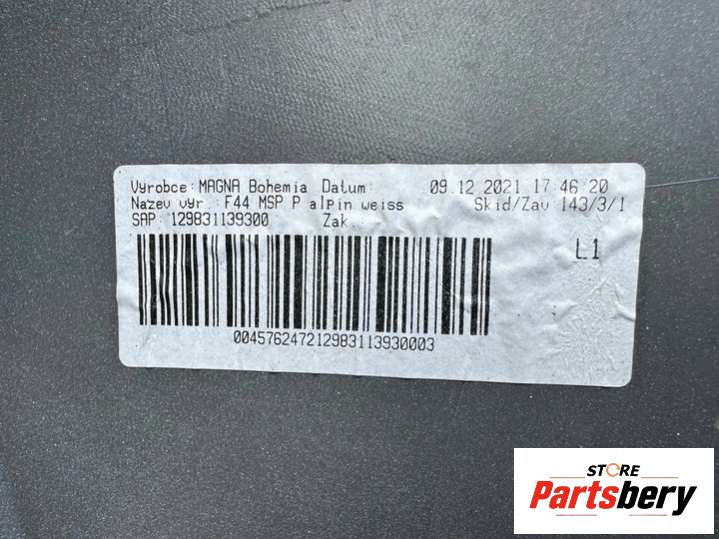 Vyrobce: MAGNA Bohemia Datum: 09.12.2021 17:46:20
Nazev vyr.: F44 MSP P alpin weiss Skid/Zav 143/3/1
SAP: 129831139300 Zak.:
L1
004576247212983113930003
STORE
Partsbery